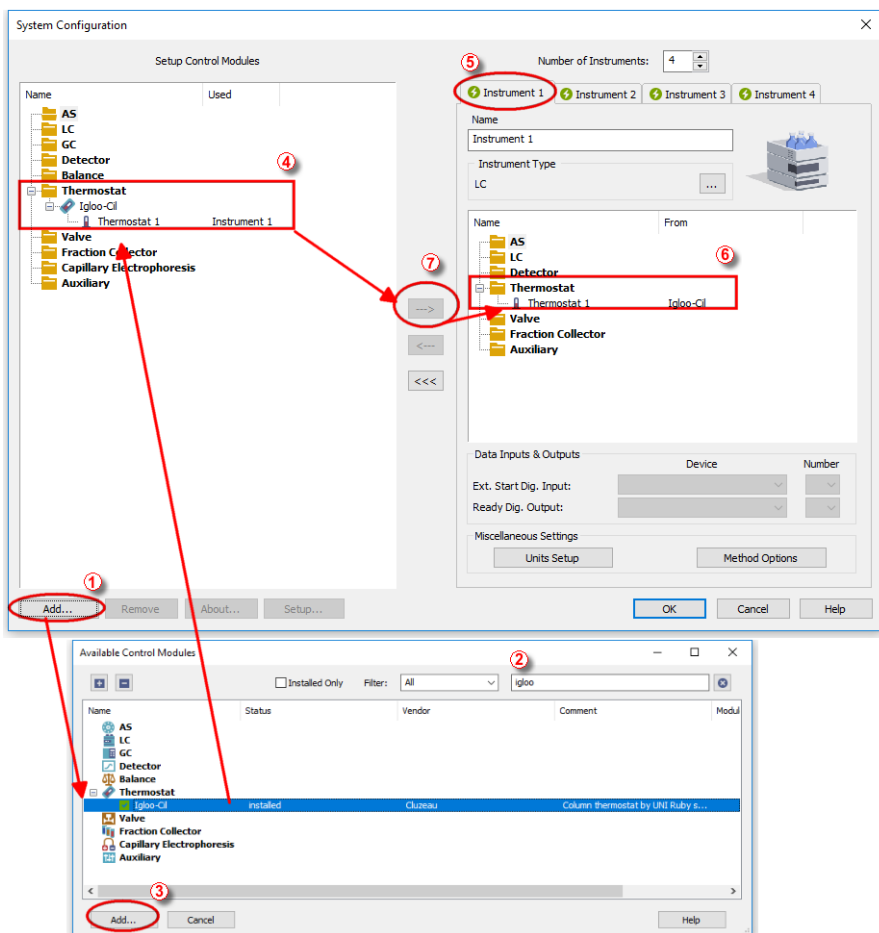 System Configuration
Setup Control Modules
Number of Instruments: 4
⑤
Name Used
AS
LC
GC
Detector
Balance
④
Thermostat
Igloo-Cil
Thermostat 1 Instrument 1
Valve
Fraction Collector
Capillary Electrophoresis
Auxiliary
⑦
--->
<---
<<<
Instrument 1 Instrument 2 Instrument 3 Instrument 4
Name
Instrument 1
Instrument Type
LC ...
Name From
AS
LC
⑥
Detector
Thermostat
Thermostat 1 Igloo-Cil
Valve
Fraction Collector
Auxiliary
Data Inputs & Outputs
Device Number
Ext. Start Dig. Input:
Ready Dig. Output:
Miscellaneous Settings
Units Setup Method Options
①
Add... Remove About... Setup... OK Cancel Help
Available Control Modules
②
Installed Only Filter: All igloo
Name Status Vendor Comment Modul
AS
LC
GC
Detector
Balance
Thermostat
Igloo-Cil installed Cluzeau Column thermostat by UNI Ruby s...
Valve
Fraction Collector
Capillary Electrophoresis
Auxiliary
③
Add... Cancel Help